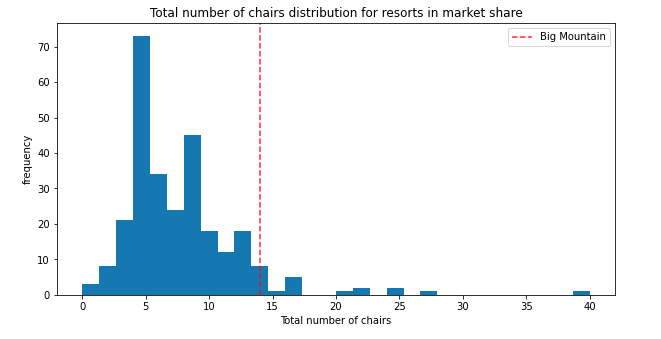 Total number of chairs distribution for resorts in market share
Big Mountain
70
60
50
40
30
20
10
0
frequency
0 5 10 15 20 25 30 35 40
Total number of chairs